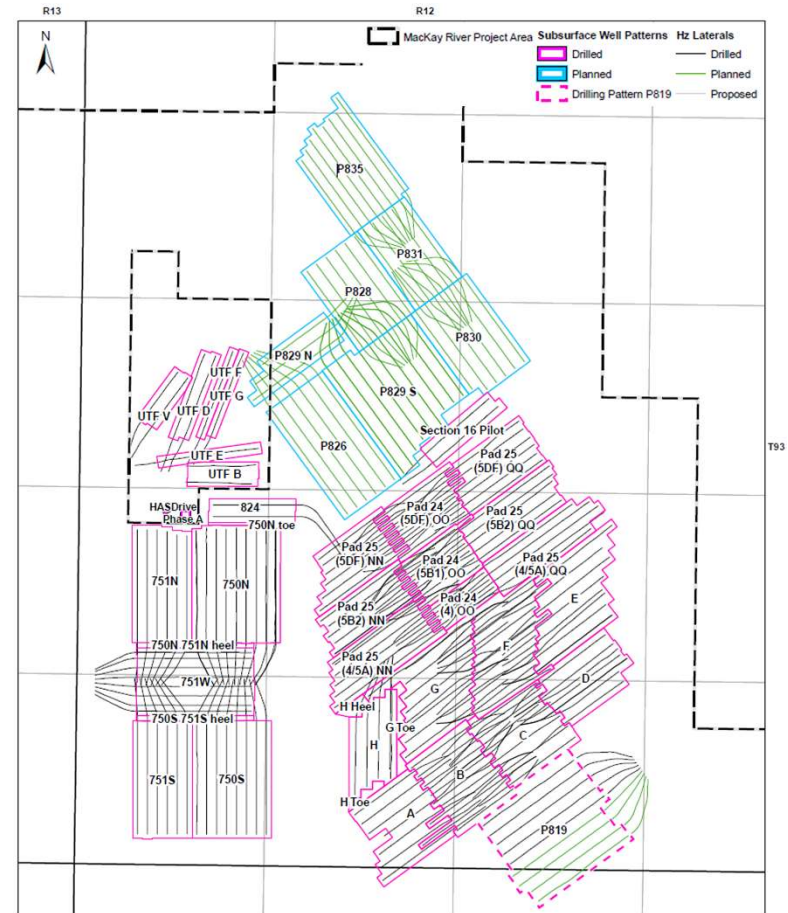 R13
R12
N
MacKay River Project Area
Subsurface Well Patterns
Drilled
Planned
Drilling Pattern P819
Hz Laterals
Drilled
Planned
Proposed
P835
P831
P828
P830
P829 N
P829 S
P826
UTF F
UTF D
UTF G
UTF V
UTF E
UTF B
T93
Section 16 Pilot
Pad 25
(5DF) QQ
Pad 24
(5DF) OO
Pad 25
(5B2) QQ
Pad 25
(4/5A) QQ
HASDrive
Phase A
824
750N toe
Pad 25
(5DF) NN
Pad 24
(5B1) OO
Pad 24
(4) OO
Pad 25
(5B2) NN
Pad 25
(4/5A) NN
751N
750N
750N 751N heel
751W
750S 751S heel
751S
750S
E
F
D
G
C
H Heel
G Toe
H
H Toe
B
A
P819